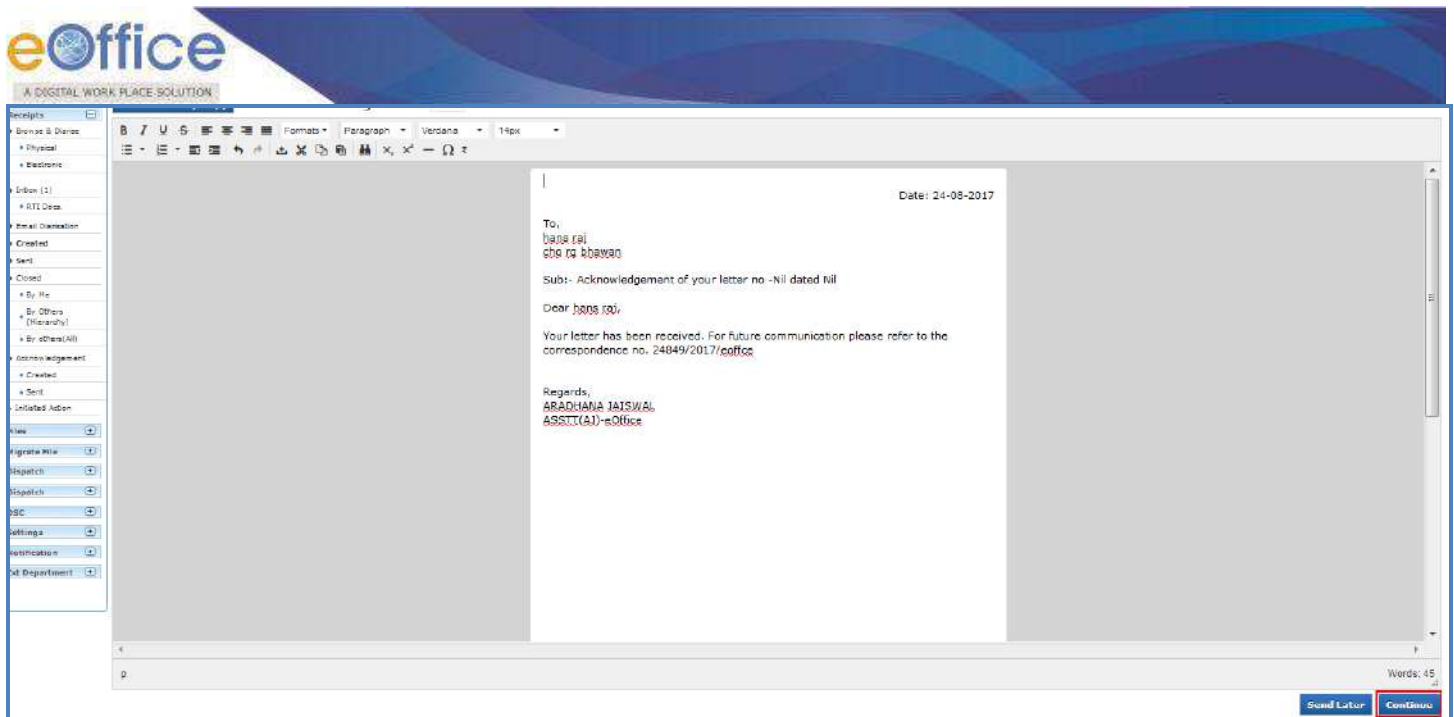 eOffice
A DIGITAL WORK PLACE SOLUTION
Receipts
Browse & Diarise
Physical
Electronic
Inbox (1)
RTI Docs.
Email Diarisation
Created
Sent
Closed
By Me
By Others
(Hierarchy)
By others(All)
Acknowledgement
Created
Sent
Initiated Action
Files
Migrate File
Dispatch
Dispatch
DSC
Settings
Notification
Department
B I U S Formats Paragraph Verdana 14px
Date: 24-08-2017
To,
hans raj
cho rg bhawan
Sub:- Acknowledgement of your letter no -Nil dated Nil
Dear hans raj,
Your letter has been received. For future communication please refer to the
correspondence no. 24849/2017/eoffce
Regards,
ARADHANA JAISWAL
ASSTT(AJ)-eOffice
p
Words: 45
Send Later Continue